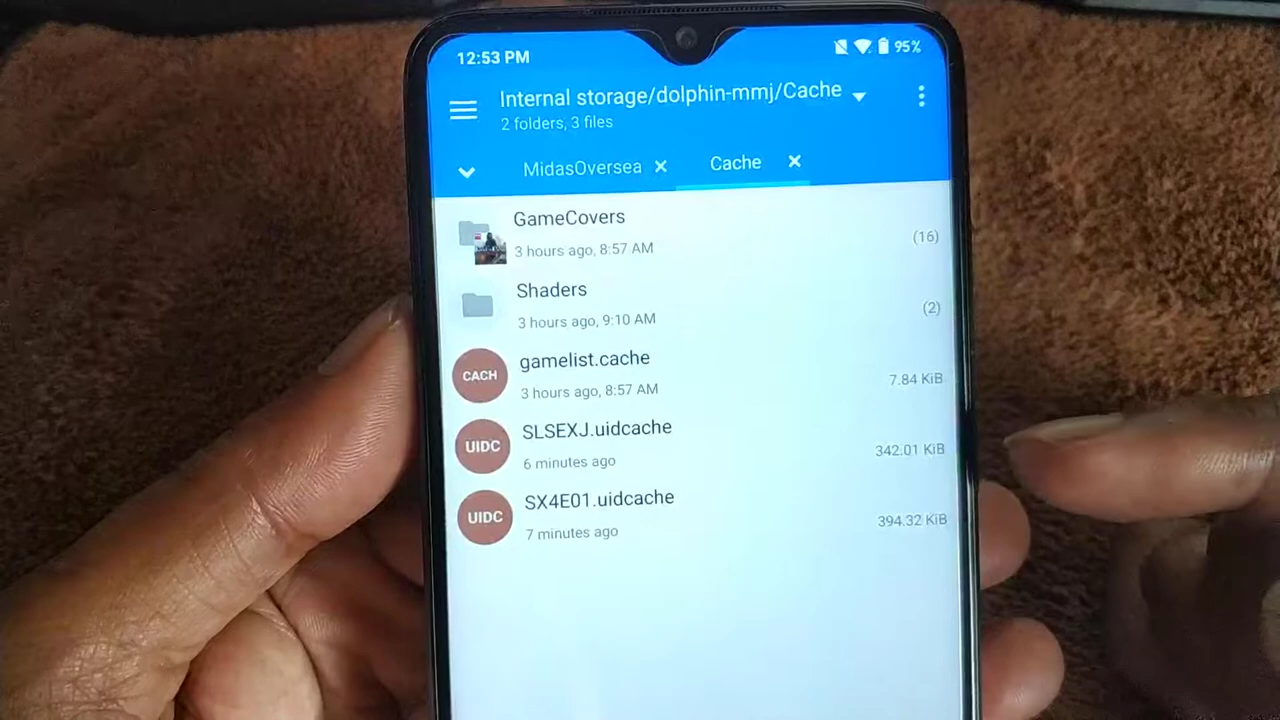 12:53 PM
95%
Internal storage/dolphin-mmj/Cache
2 folders, 3 files
MidasOversea
Cache
GameCovers
3 hours ago, 8:57 AM
(16)
Shaders
3 hours ago, 9:10 AM
(2)
CACH
gamelist.cache
3 hours ago, 8:57 AM
7.84 KiB
UIDC
SLSEXJ.uidcache
6 minutes ago
342.01 KiB
UIDC
SX4E01.uidcache
7 minutes ago
394.32 KiB